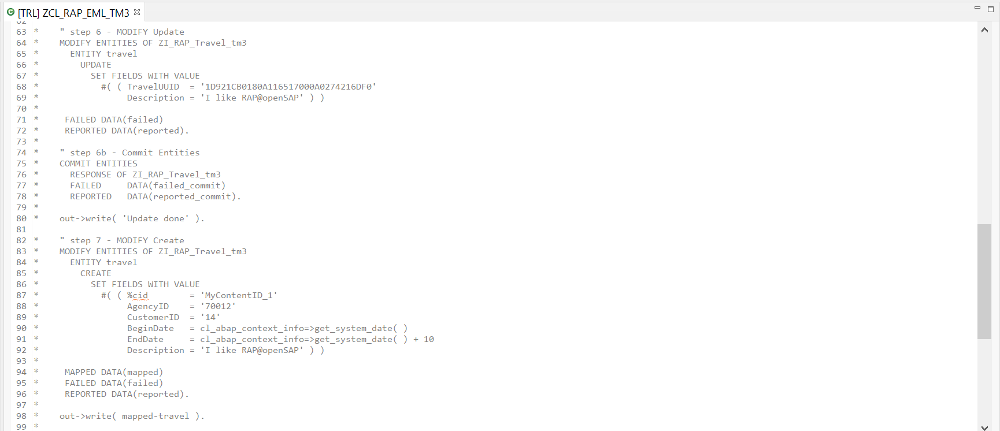 [TRL] ZCL_RAP_EML_TM3
62
63 *    " step 6 - MODIFY Update
64 *    MODIFY ENTITIES OF ZI_RAP_Travel_tm3
65 *      ENTITY travel
66 *        UPDATE
67 *          SET FIELDS WITH VALUE
68 *            #( ( TravelUUID  = '1D921CB0180A116517000A0274216DF0'
69 *                 Description = 'I like RAP@openSAP' ) )
70 *
71 *     FAILED DATA(failed)
72 *     REPORTED DATA(reported).
73 *
74 *    " step 6b - Commit Entities
75 *    COMMIT ENTITIES
76 *      RESPONSE OF ZI_RAP_Travel_tm3
77 *      FAILED     DATA(failed_commit)
78 *      REPORTED   DATA(reported_commit).
79 *
80 *    out->write( 'Update done' ).
81
82 *    " step 7 - MODIFY Create
83 *    MODIFY ENTITIES OF ZI_RAP_Travel_tm3
84 *      ENTITY travel
85 *        CREATE
86 *          SET FIELDS WITH VALUE
87 *            #( ( %cid        = 'MyContentID_1'
88 *                 AgencyID    = '70012'
89 *                 CustomerID  = '14'
90 *                 BeginDate   = cl_abap_context_info=>get_system_date( )
91 *                 EndDate     = cl_abap_context_info=>get_system_date( ) + 10
92 *                 Description = 'I like RAP@openSAP' ) )
93 *
94 *     MAPPED DATA(mapped)
95 *     FAILED DATA(failed)
96 *     REPORTED DATA(reported).
97 *
98 *    out->write( mapped-travel ).
99 *